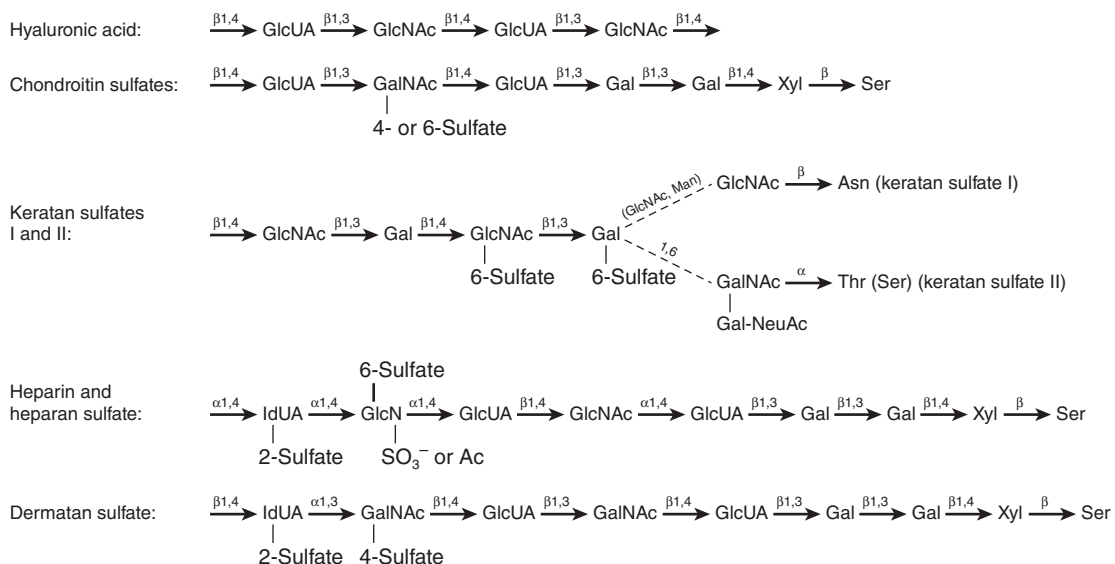 Hyaluronic acid: β1,4 GlcUA β1,3 GlcNAc β1,4 GlcUA β1,3 GlcNAc β1,4
Chondroitin sulfates: β1,4 GlcUA β1,3 GalNAc β1,4 GlcUA β1,3 Gal β1,3 Gal β1,4 Xyl β Ser
4- or 6-Sulfate
(GlcNAc, Man) GlcNAc β Asn (keratan sulfate I)
Keratan sulfates
I and II: β1,4 GlcNAc β1,3 Gal β1,4 GlcNAc β1,3 Gal
6-Sulfate 6-Sulfate 1,6
GalNAc α Thr (Ser) (keratan sulfate II)
Gal-NeuAc
6-Sulfate
Heparin and
heparan sulfate: α1,4 IdUA α1,4 GlcN α1,4 GlcUA β1,4 GlcNAc α1,4 GlcUA β1,3 Gal β1,3 Gal β1,4 Xyl β Ser
2-Sulfate SO₃⁻ or Ac
Dermatan sulfate: β1,4 IdUA α1,3 GalNAc β1,4 GlcUA β1,3 GalNAc β1,4 GlcUA β1,3 Gal β1,3 Gal β1,4 Xyl β Ser
2-Sulfate 4-Sulfate